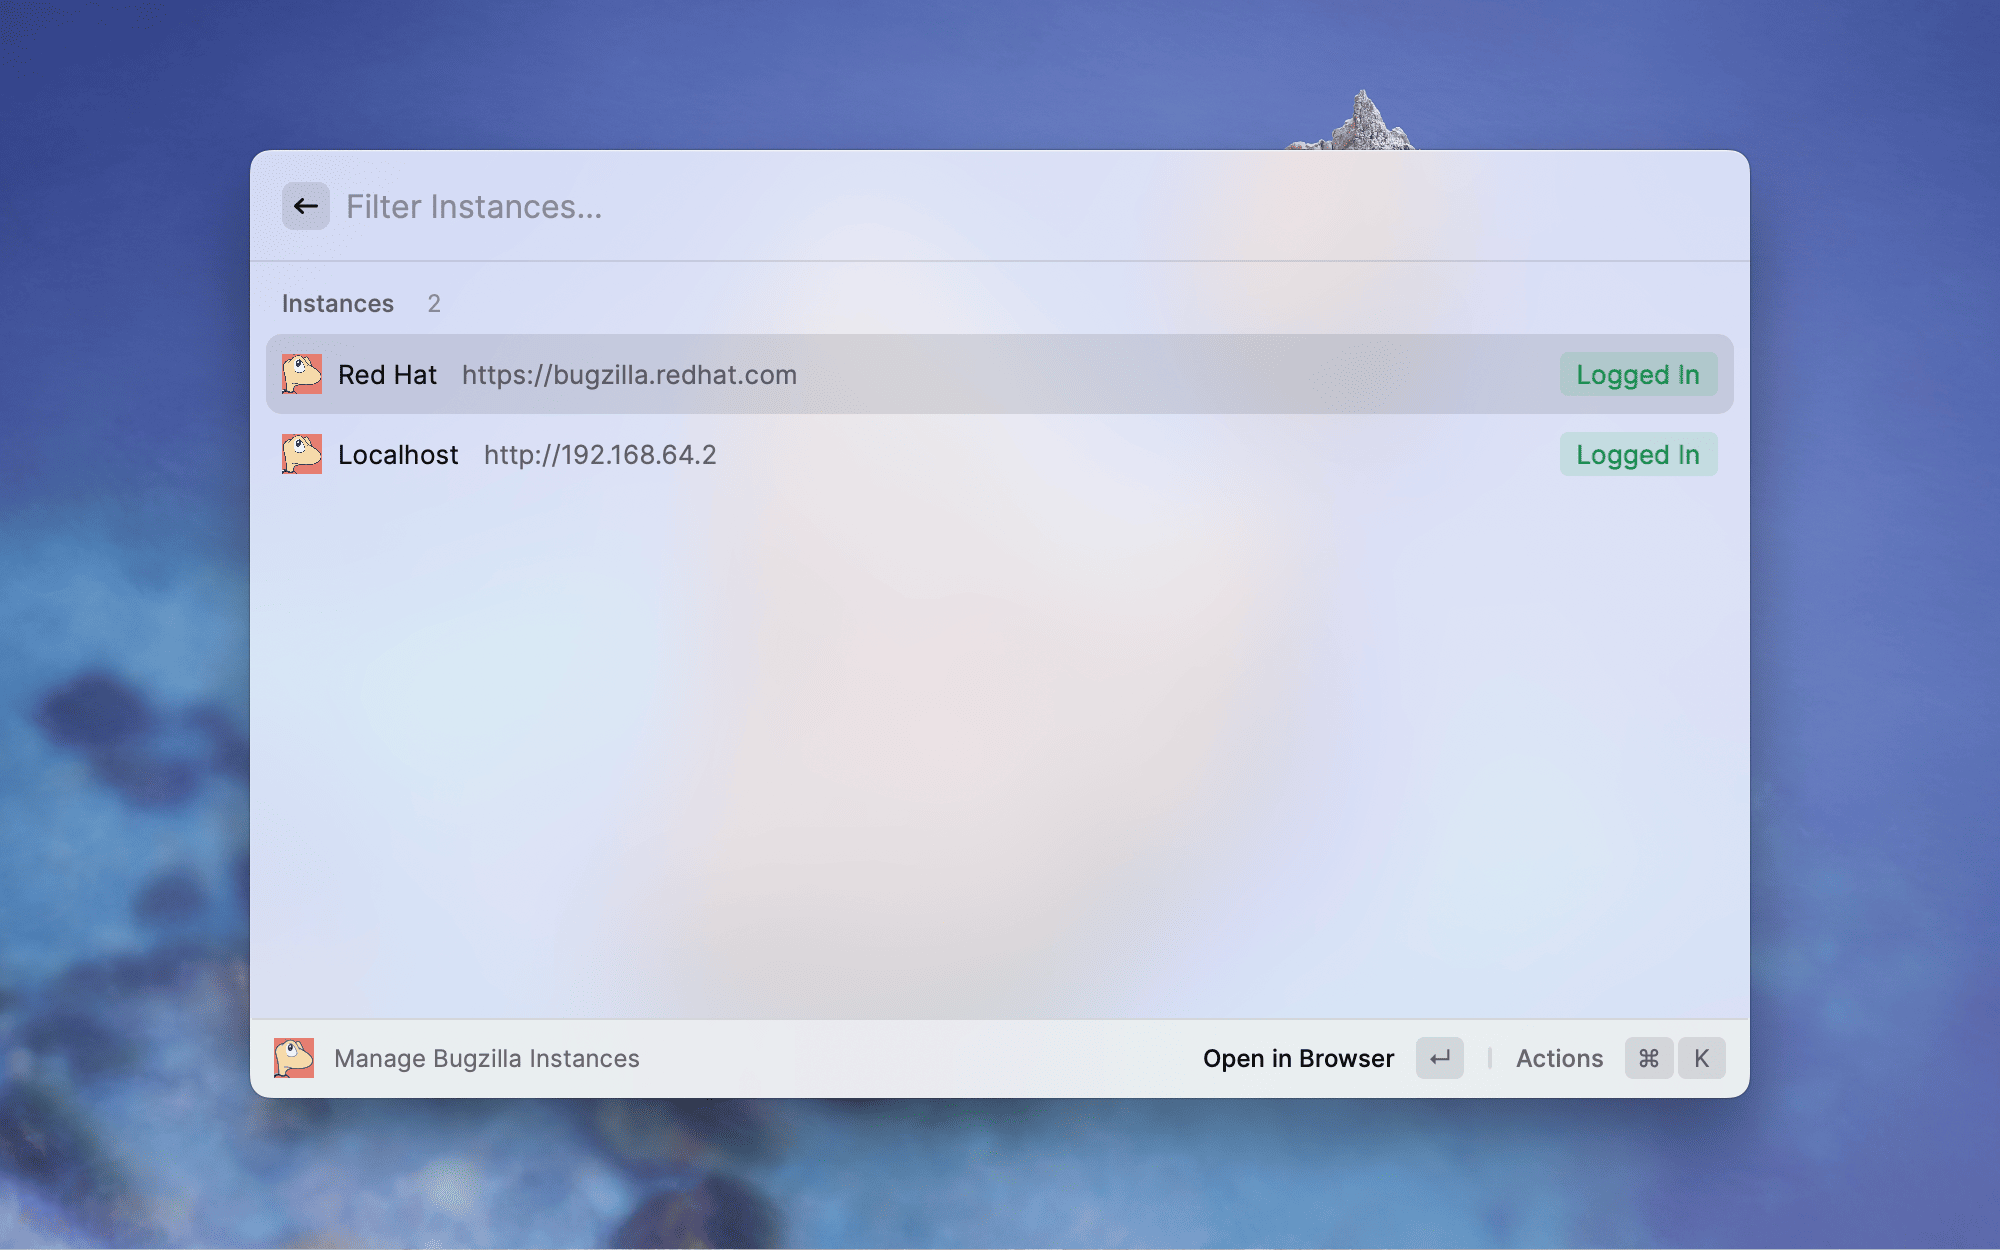 Filter Instances...
Instances 2
Red Hat https://bugzilla.redhat.com Logged In
Localhost http://192.168.64.2 Logged In
Manage Bugzilla Instances Open in Browser ↵ Actions ⌘ K